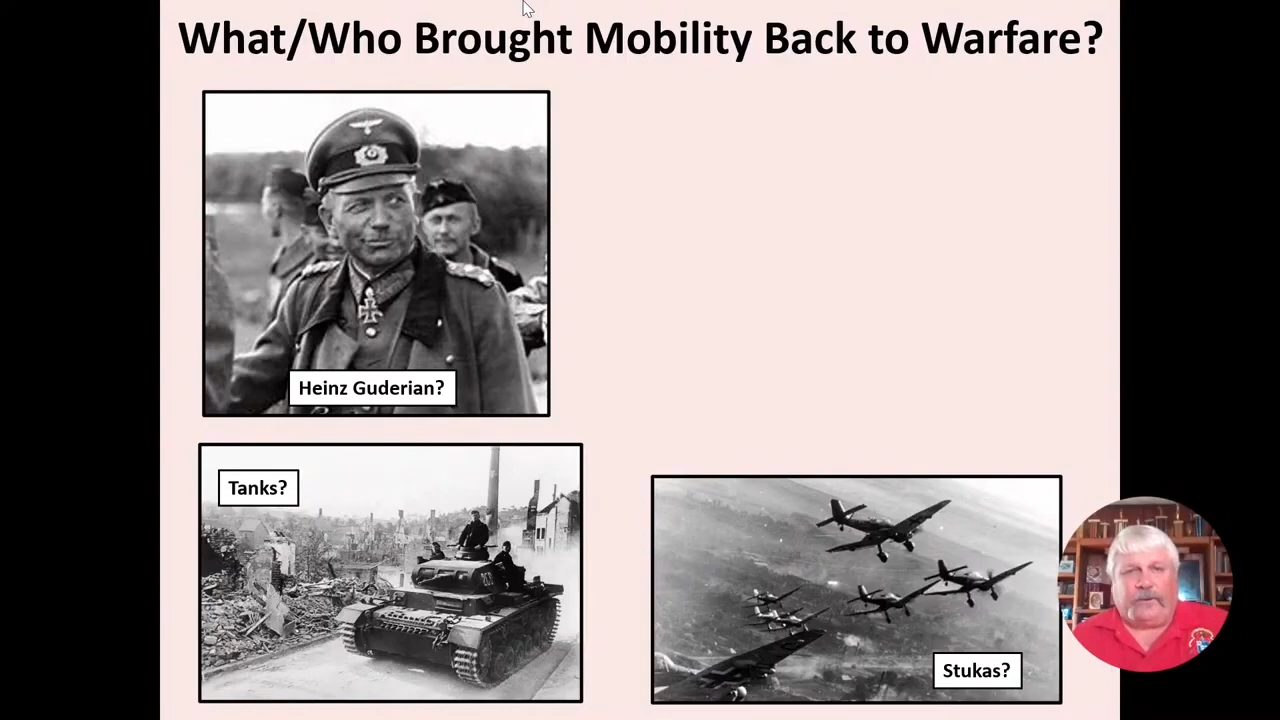 What/Who Brought Mobility Back to Warfare?
Heinz Guderian?
Tanks?
Stukas?